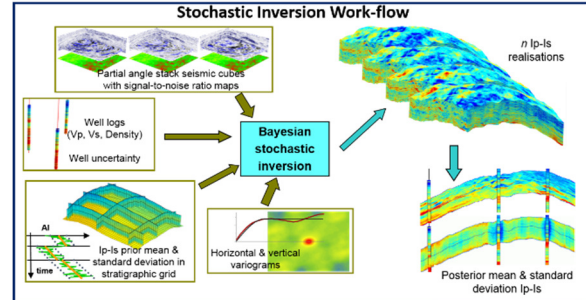 Stochastic Inversion Work-flow
Partial angle stack seismic cubes
with signal-to-noise ratio maps
n Ip-Is
realisations
Well logs
(Vp, Vs, Density)
Well uncertainty
Bayesian
stochastic
inversion
AI
time
Ip-Is prior mean &
standard deviation in
stratigraphic grid
Horizontal & vertical
variograms
Posterior mean & standard
deviation Ip-Is